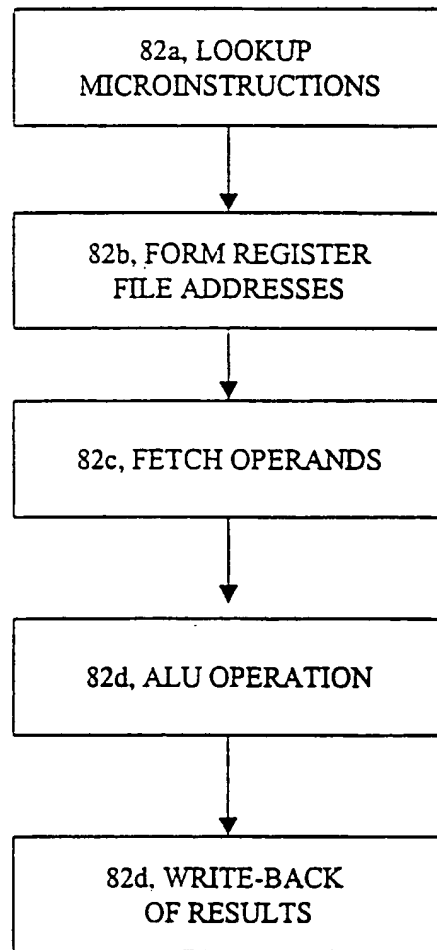 82a, LOOKUP
MICROINSTRUCTIONS
82b, FORM REGISTER
FILE ADDRESSES
82c, FETCH OPERANDS
82d, ALU OPERATION
82d, WRITE-BACK
OF RESULTS